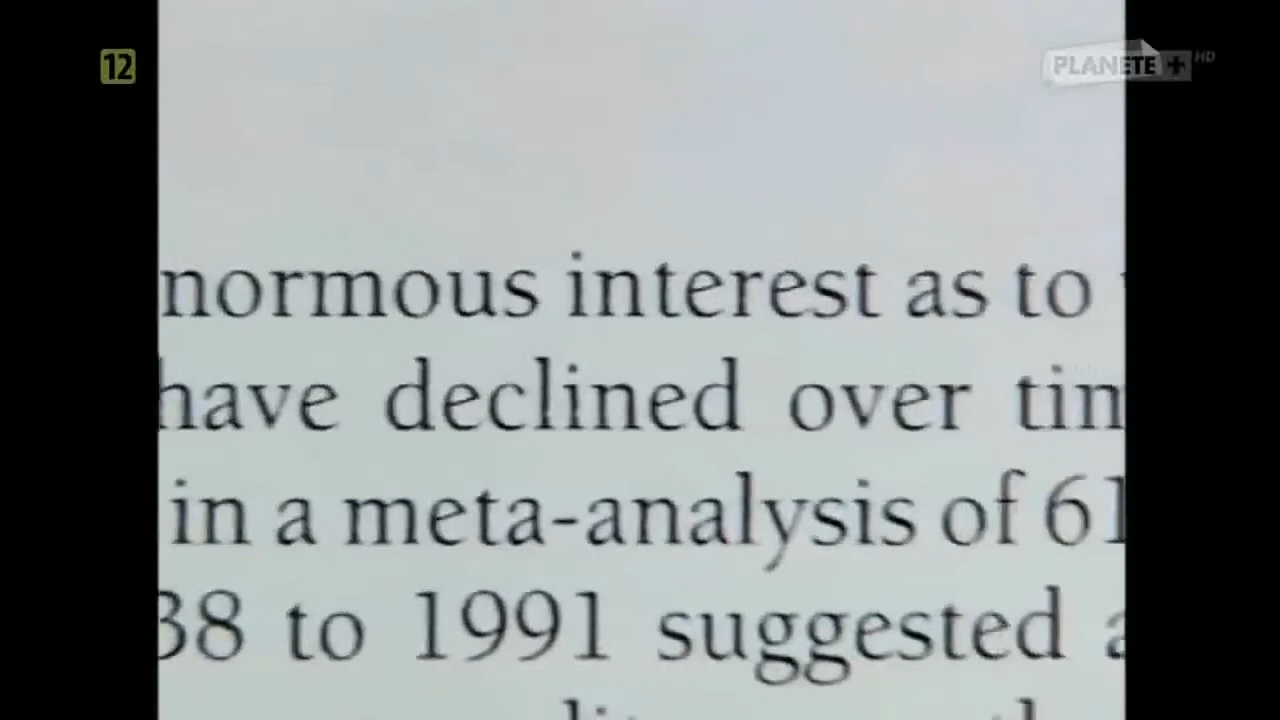 12
PLANETE + HD
normous interest as to
have declined over tim
in a meta-analysis of 61
38 to 1991 suggested a